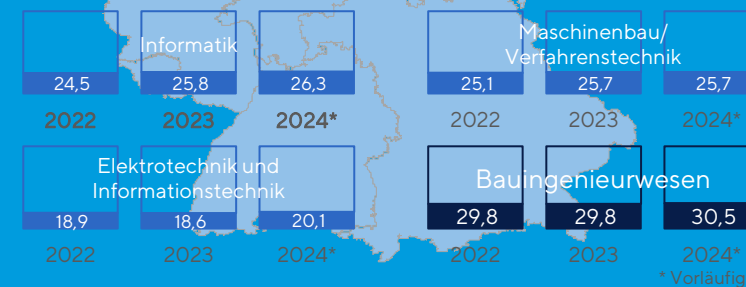 Informatik
24,5 25,8 26,3
2022 2023 2024*
Maschinenbau/
Verfahrenstechnik
25,1 25,7 25,7
2022 2023 2024*
Elektrotechnik und
Informationstechnik
18,9 18,6 20,1
2022 2023 2024*
Bauingenieurwesen
29,8 29,8 30,5
2022 2023 2024*
* Vorläufig